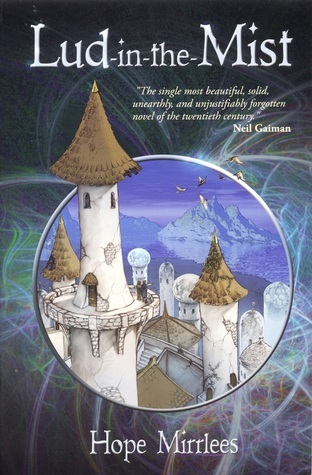 Lud-in-the-Mist
"The single most beautiful, solid,
unearthly, and unjustifiably forgotten
novel of the twentieth century."
Neil Gaiman
Hope Mirrlees